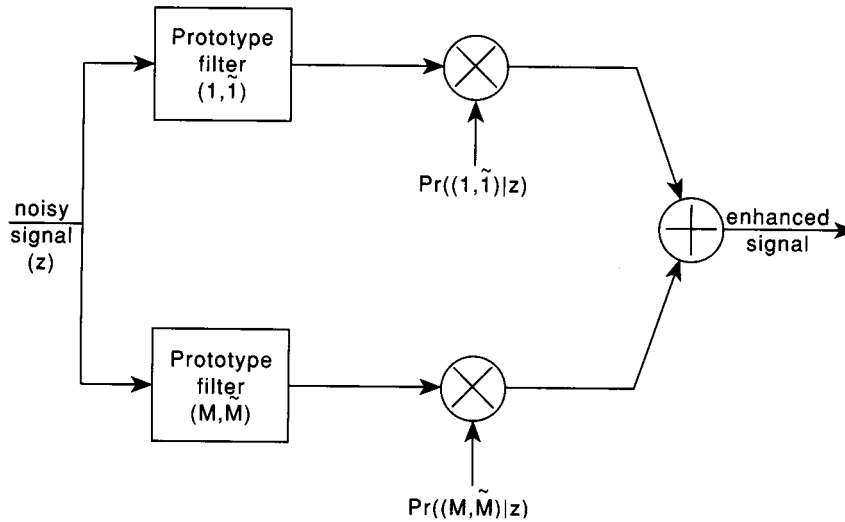 Prototype
filter
(1,1̃)
Pr((1,1̃)|z)
noisy
signal
(z)
enhanced
signal
Prototype
filter
(M,M̃)
Pr((M,M̃)|z)